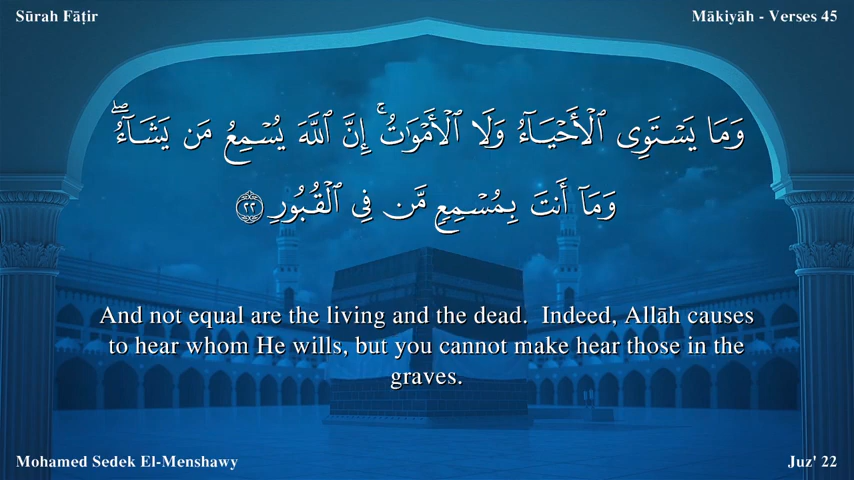 Sūrah Fāṭir
Mākiyāh - Verses 45
وَمَا يَسْتَوِى ٱلْأَحْيَآءُ وَلَا ٱلْأَمْوَٰتُ ۚ إِنَّ ٱللَّهَ يُسْمِعُ مَن يَشَآءُ ۖ
وَمَآ أَنتَ بِمُسْمِعٍ مَّن فِى ٱلْقُبُورِ ٢٢
And not equal are the living and the dead. Indeed, Allāh causes
to hear whom He wills, but you cannot make hear those in the
graves.
Mohamed Sedek El-Menshawy
Juz' 22